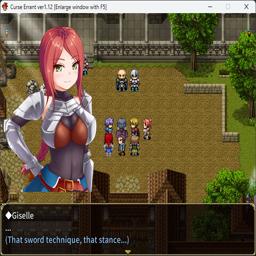 Curse Errant ver1.12 [Enlarge window with F5]
◆Giselle
...
(That sword technique, that stance...)